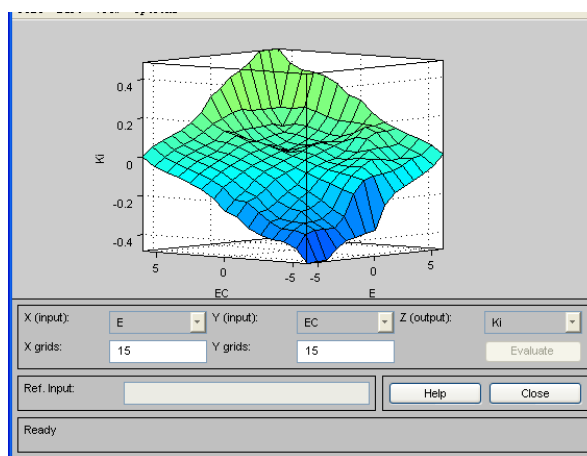 0.4
0.2
0
-0.2
-0.4
Ki
5
0
-5
-5
0
5
EC
E
X (input):
E
Y (input):
EC
Z (output):
Ki
X grids:
15
Y grids:
15
Evaluate
Ref. Input:
Help
Close
Ready